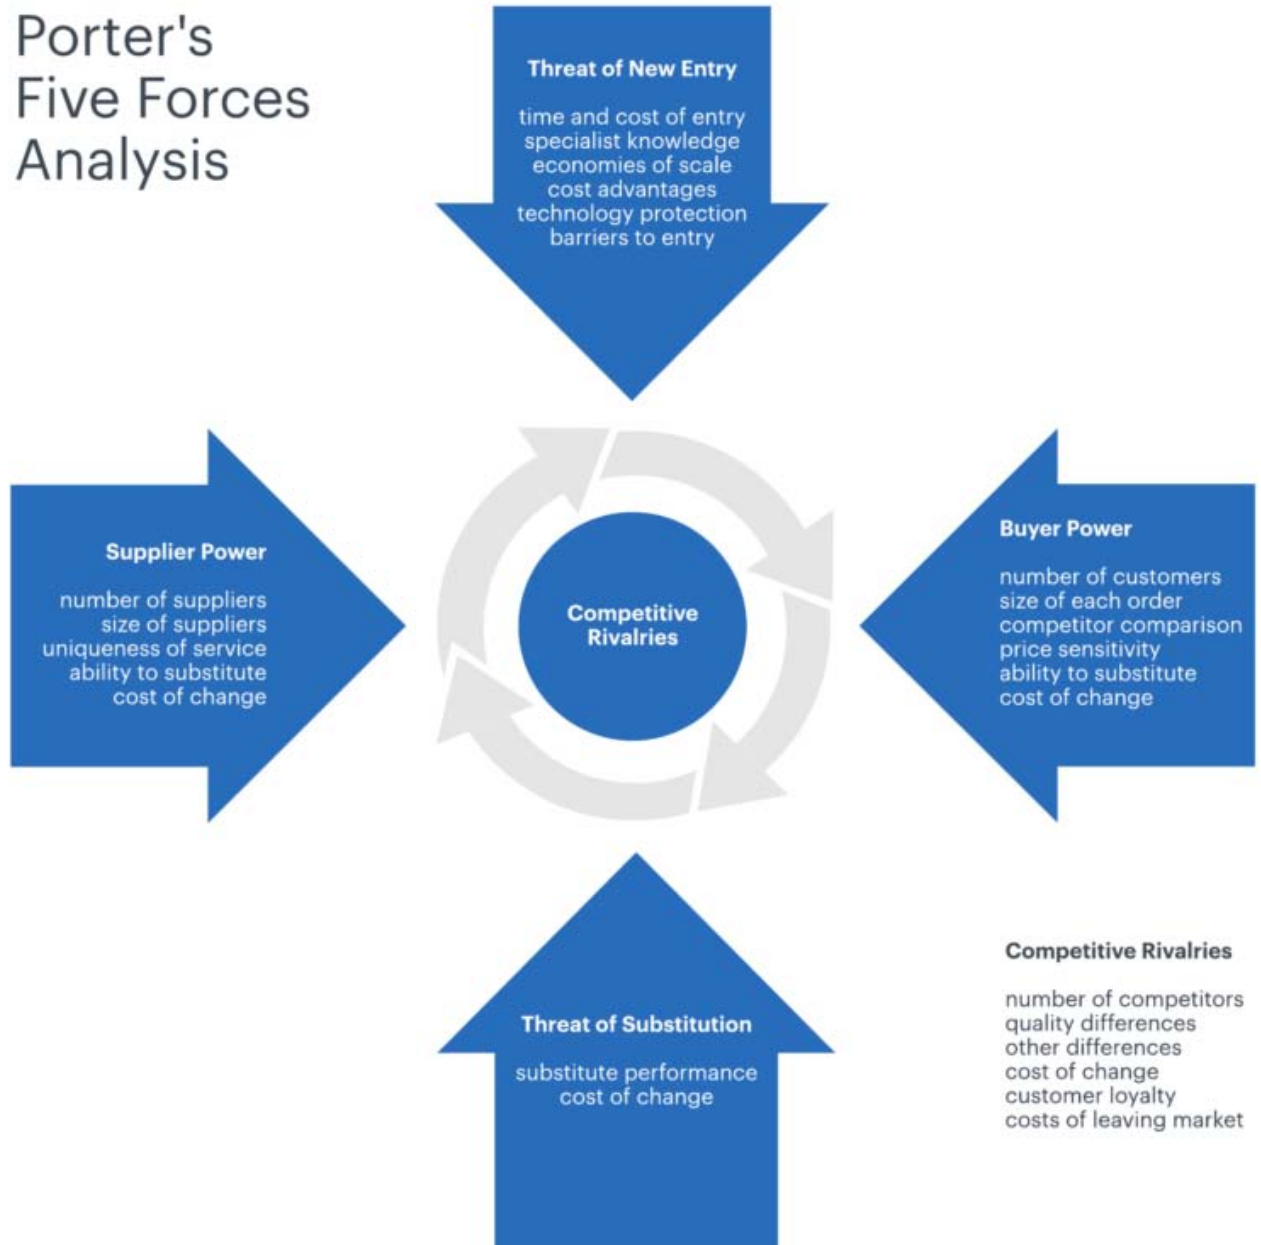 Porter's
Five Forces
Analysis
Threat of New Entry
time and cost of entry
specialist knowledge
economies of scale
cost advantages
technology protection
barriers to entry
Supplier Power
number of suppliers
size of suppliers
uniqueness of service
ability to substitute
cost of change
Competitive
Rivalries
Buyer Power
number of customers
size of each order
competitor comparison
price sensitivity
ability to substitute
cost of change
Threat of Substitution
substitute performance
cost of change
Competitive Rivalries
number of competitors
quality differences
other differences
cost of change
customer loyalty
costs of leaving market